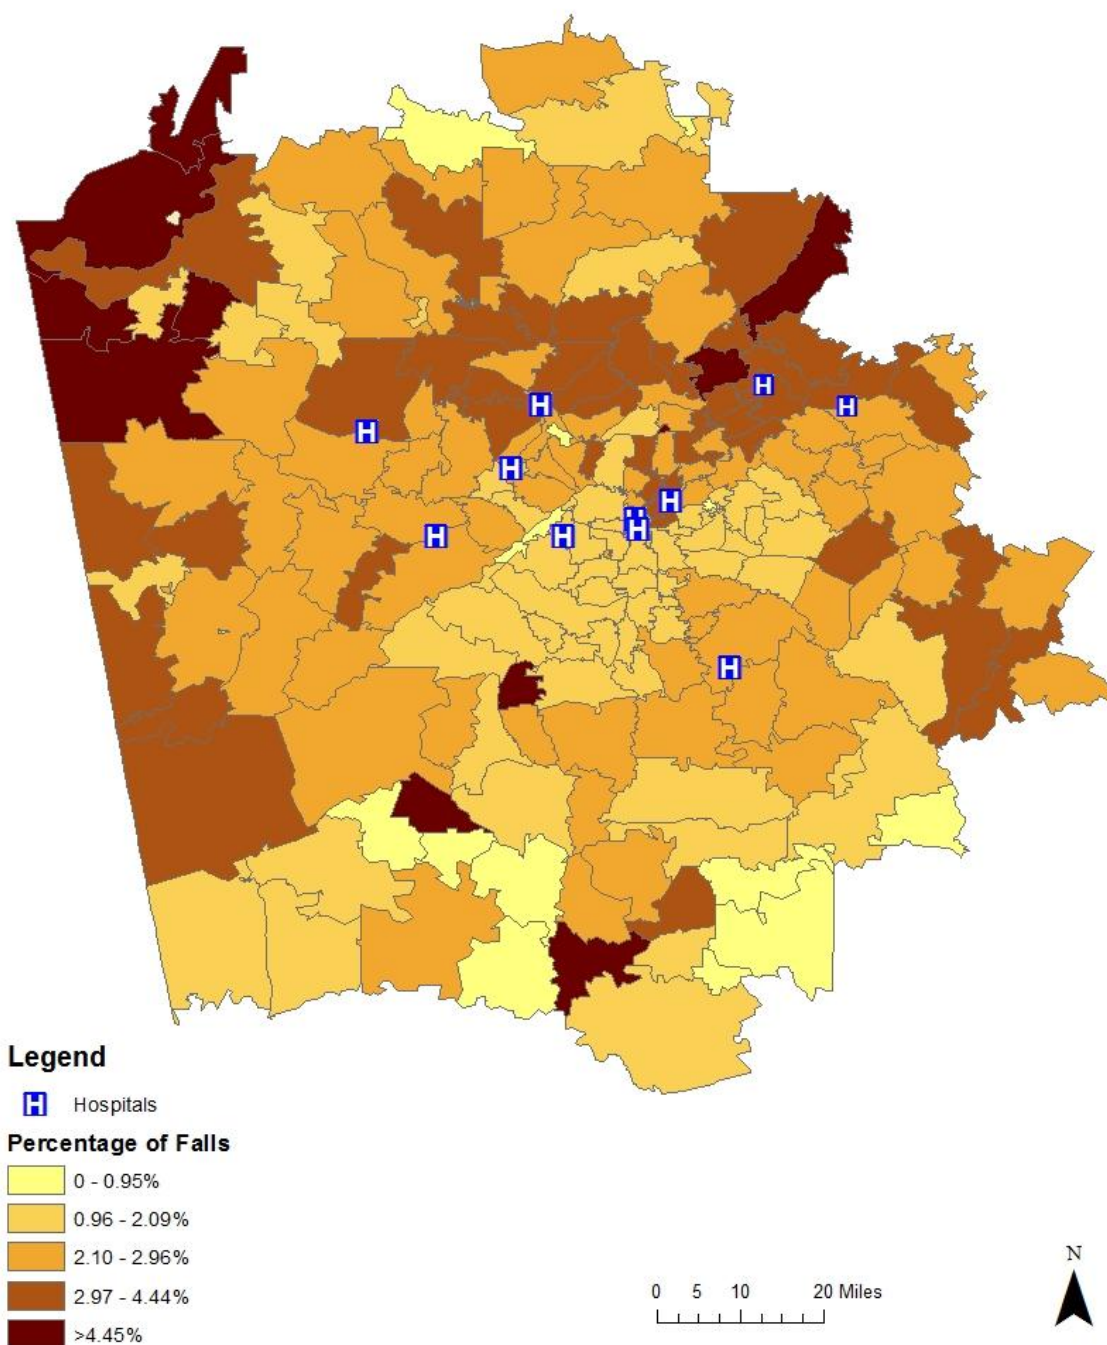 H
H
H
H
H
H
H
H
H
H
H
Legend
H Hospitals
Percentage of Falls
0 - 0.95%
0.96 - 2.09%
2.10 - 2.96%
2.97 - 4.44%
>4.45%
0 5 10 20 Miles
N